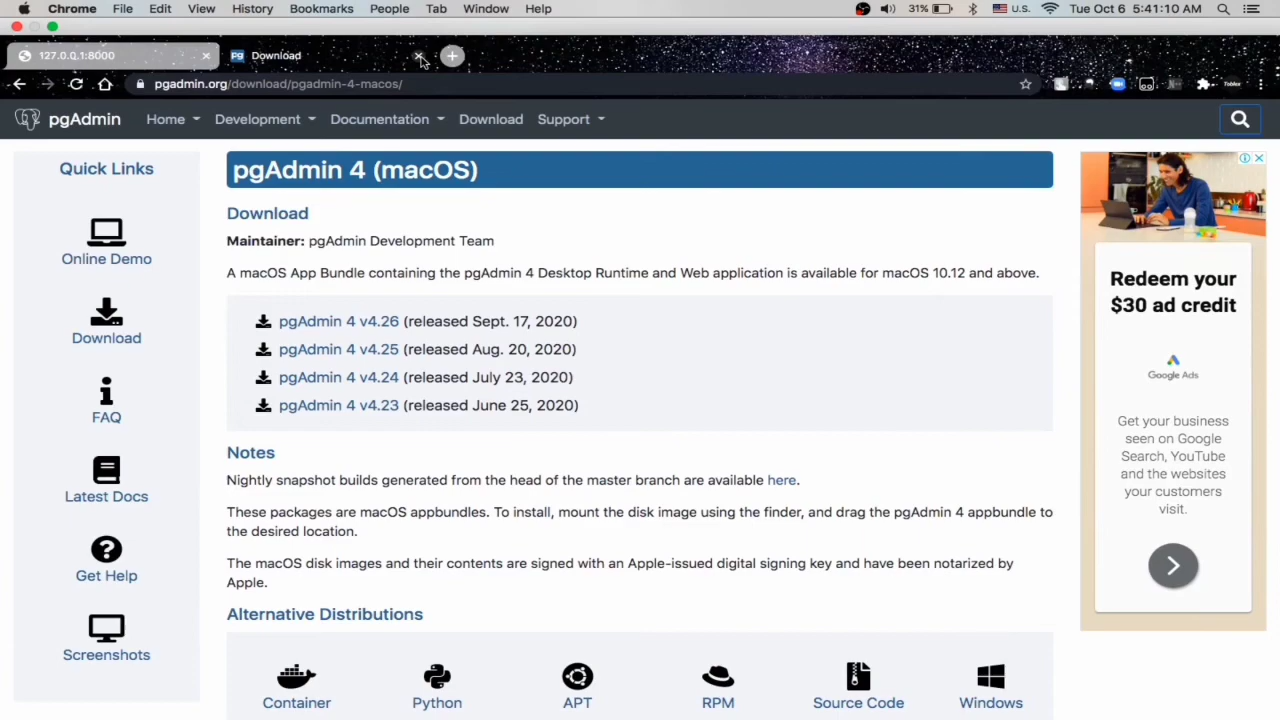 Chrome File Edit View History Bookmarks People Tab Window Help 31% U.S. Tue Oct 6 5:41:10 AM
127.0.0.1:8000 Download
pgadmin.org/download/pgadmin-4-macos/
pgAdmin Home Development Documentation Download Support
Quick Links
Online Demo
Download
FAQ
Latest Docs
Get Help
Screenshots
pgAdmin 4 (macOS)
Download
Maintainer: pgAdmin Development Team
A macOS App Bundle containing the pgAdmin 4 Desktop Runtime and Web application is available for macOS 10.12 and above.
pgAdmin 4 v4.26 (released Sept. 17, 2020)
pgAdmin 4 v4.25 (released Aug. 20, 2020)
pgAdmin 4 v4.24 (released July 23, 2020)
pgAdmin 4 v4.23 (released June 25, 2020)
Notes
Nightly snapshot builds generated from the head of the master branch are available here.
These packages are macOS appbundles. To install, mount the disk image using the finder, and drag the pgAdmin 4 appbundle to
the desired location.
The macOS disk images and their contents are signed with an Apple-issued digital signing key and have been notarized by
Apple.
Alternative Distributions
Container Python APT RPM Source Code Windows
Redeem your
$30 ad credit
Google Ads
Get your business
seen on Google
Search, YouTube
and the websites
your customers
visit.